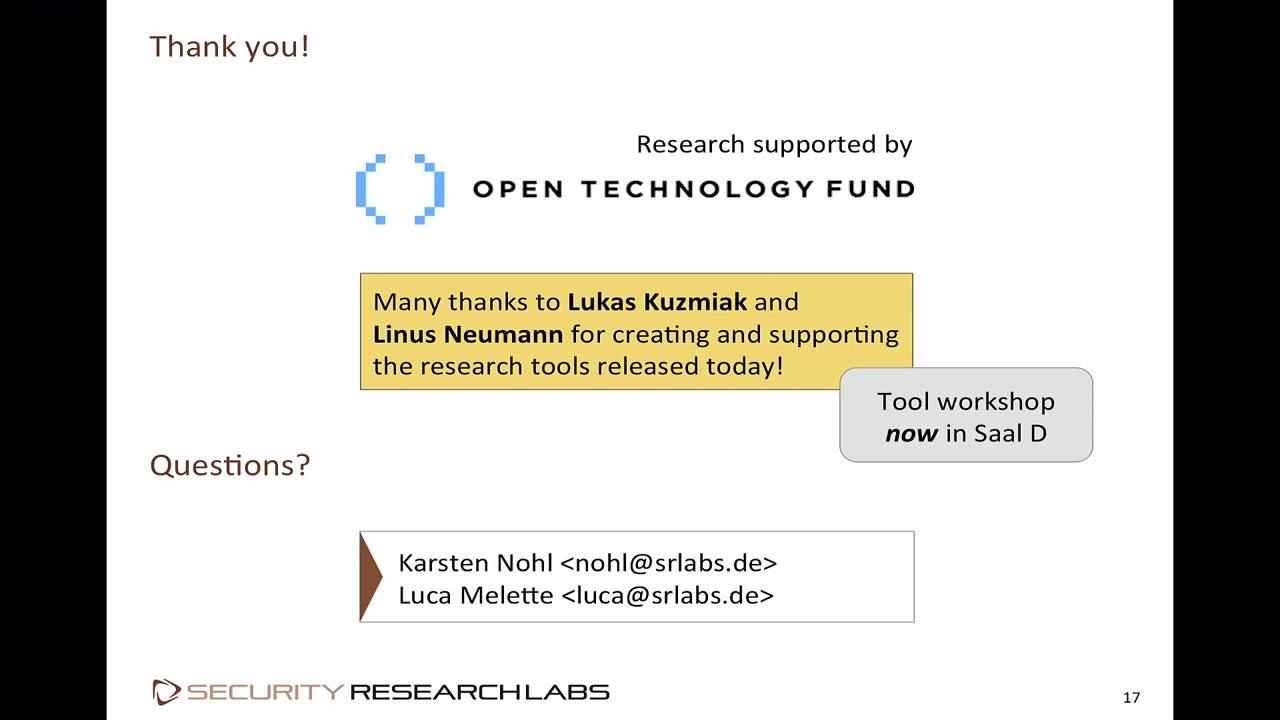 Thank you!
Research supported by
OPEN TECHNOLOGY FUND
Many thanks to Lukas Kuzmiak and
Linus Neumann for creating and supporting
the research tools released today!
Tool workshop
now in Saal D
Questions?
Karsten Nohl <nohl@srlabs.de>
Luca Melette <luca@srlabs.de>
SECURITY RESEARCH LABS
17